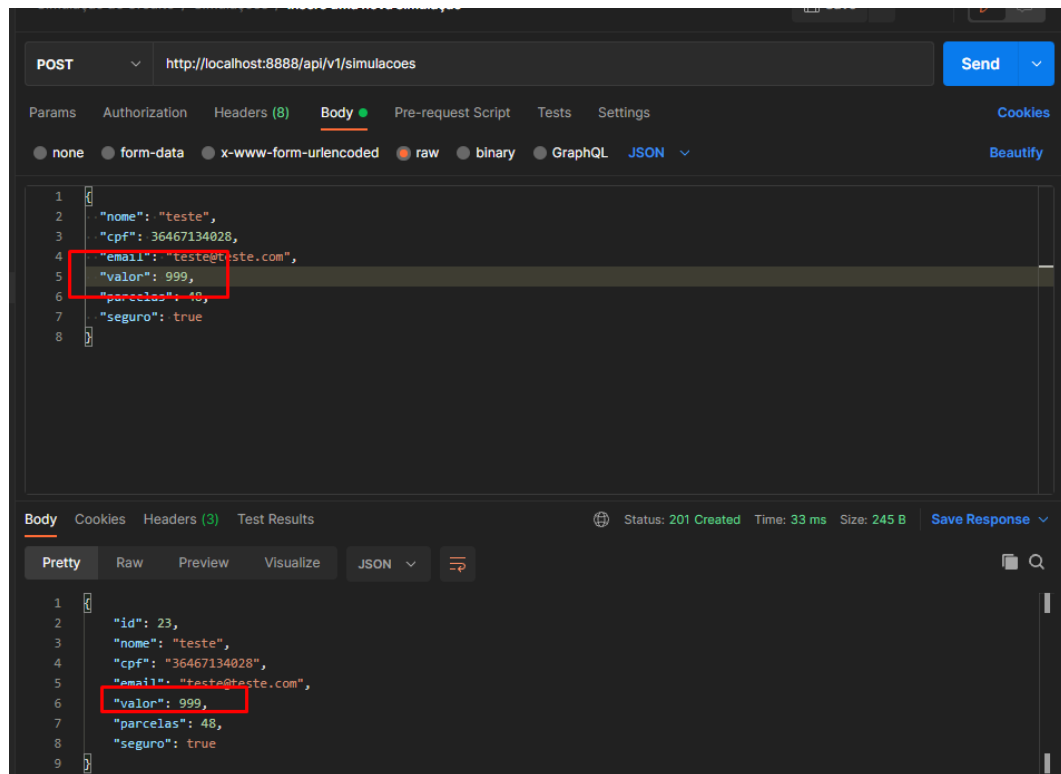 POST http://localhost:8888/api/v1/simulacoes Send
Params Authorization Headers (8) Body Pre-request Script Tests Settings Cookies
none form-data x-www-form-urlencoded raw binary GraphQL JSON Beautify
1 {
2 "nome": "teste",
3 "cpf": 36467134028,
4 "email": "teste@teste.com",
5 "valor": 999,
6 "parcelas": 48,
7 "seguro": true
8 }
Body Cookies Headers (3) Test Results Status: 201 Created Time: 33 ms Size: 245 B Save Response
Pretty Raw Preview Visualize JSON
1 {
2 "id": 23,
3 "nome": "teste",
4 "cpf": "36467134028",
5 "email": "teste@teste.com",
6 "valor": 999,
7 "parcelas": 48,
8 "seguro": true
9 }